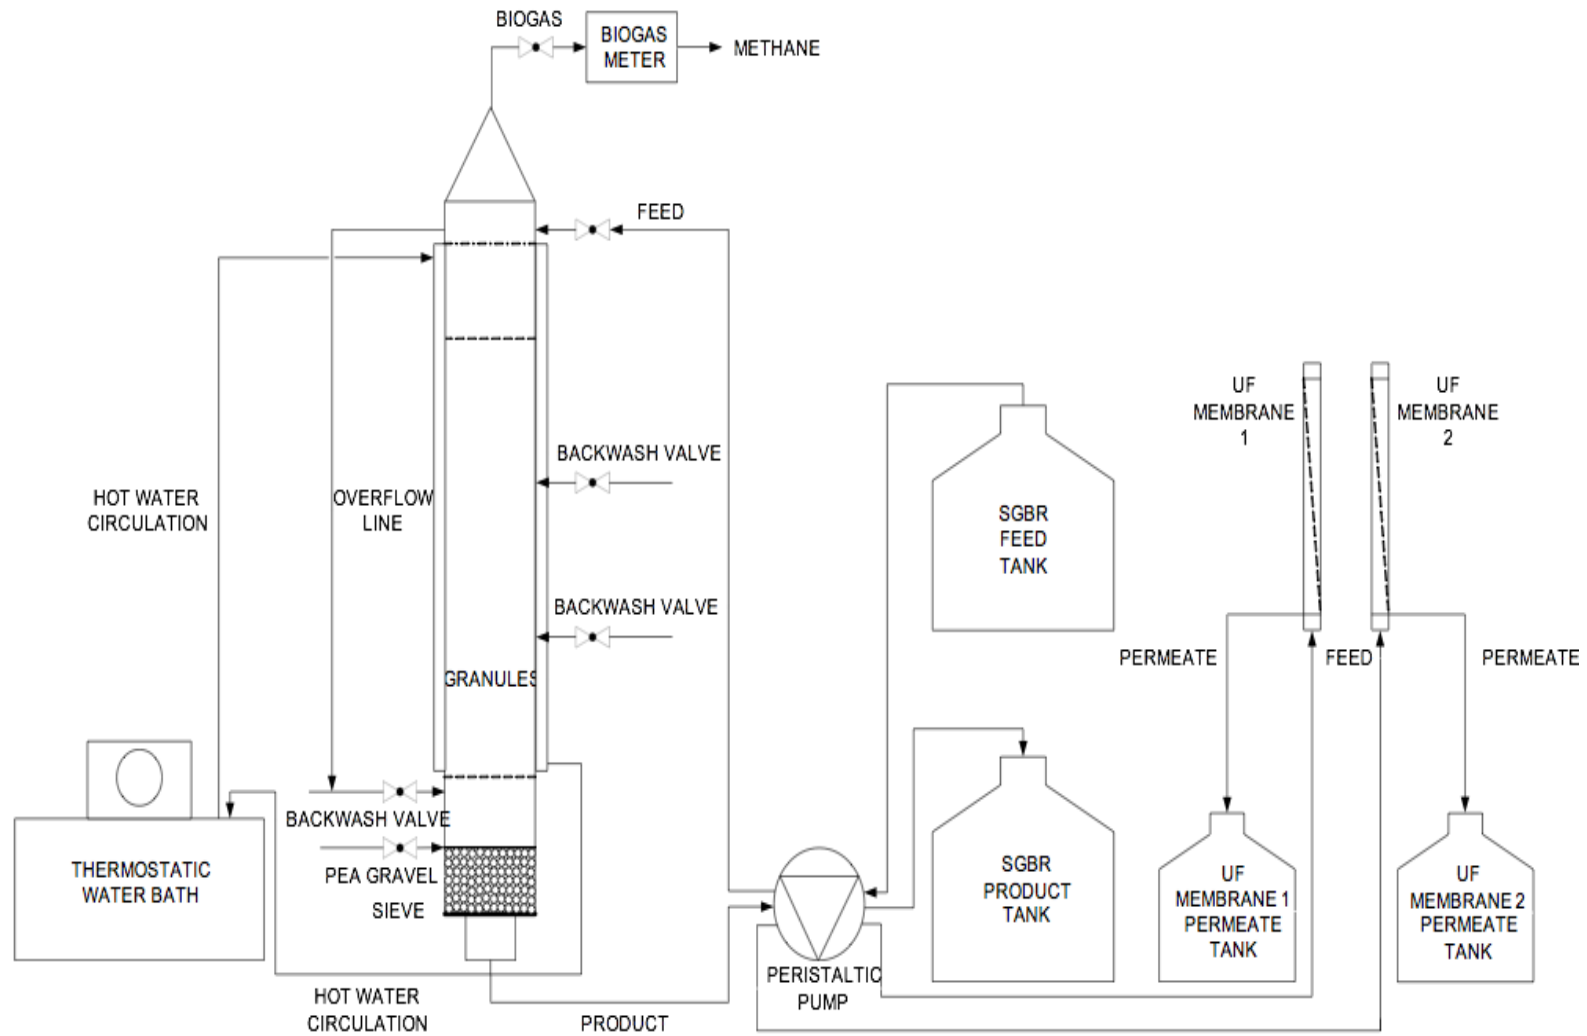 BIOGAS
BIOGAS
METER
METHANE
FEED
UF
MEMBRANE
1
UF
MEMBRANE
2
BACKWASH VALVE
HOT WATER
CIRCULATION
OVERFLOW
LINE
SGBR
FEED
TANK
BACKWASH VALVE
PERMEATE
FEED
PERMEATE
GRANULES
BACKWASH VALVE
THERMOSTATIC
WATER BATH
PEA GRAVEL
SIEVE
SGBR
PRODUCT
TANK
UF
MEMBRANE 1
PERMEATE
TANK
UF
MEMBRANE 2
PERMEATE
TANK
PERISTALTIC
PUMP
HOT WATER
CIRCULATION
PRODUCT